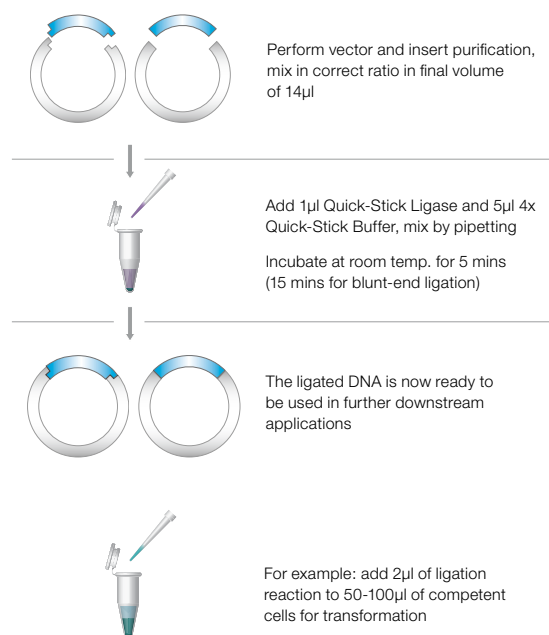 Perform vector and insert purification,
mix in correct ratio in final volume
of 14µl
Add 1µl Quick-Stick Ligase and 5µl 4x
Quick-Stick Buffer, mix by pipetting
Incubate at room temp. for 5 mins
(15 mins for blunt-end ligation)
The ligated DNA is now ready to
be used in further downstream
applications
For example: add 2µl of ligation
reaction to 50-100µl of competent
cells for transformation